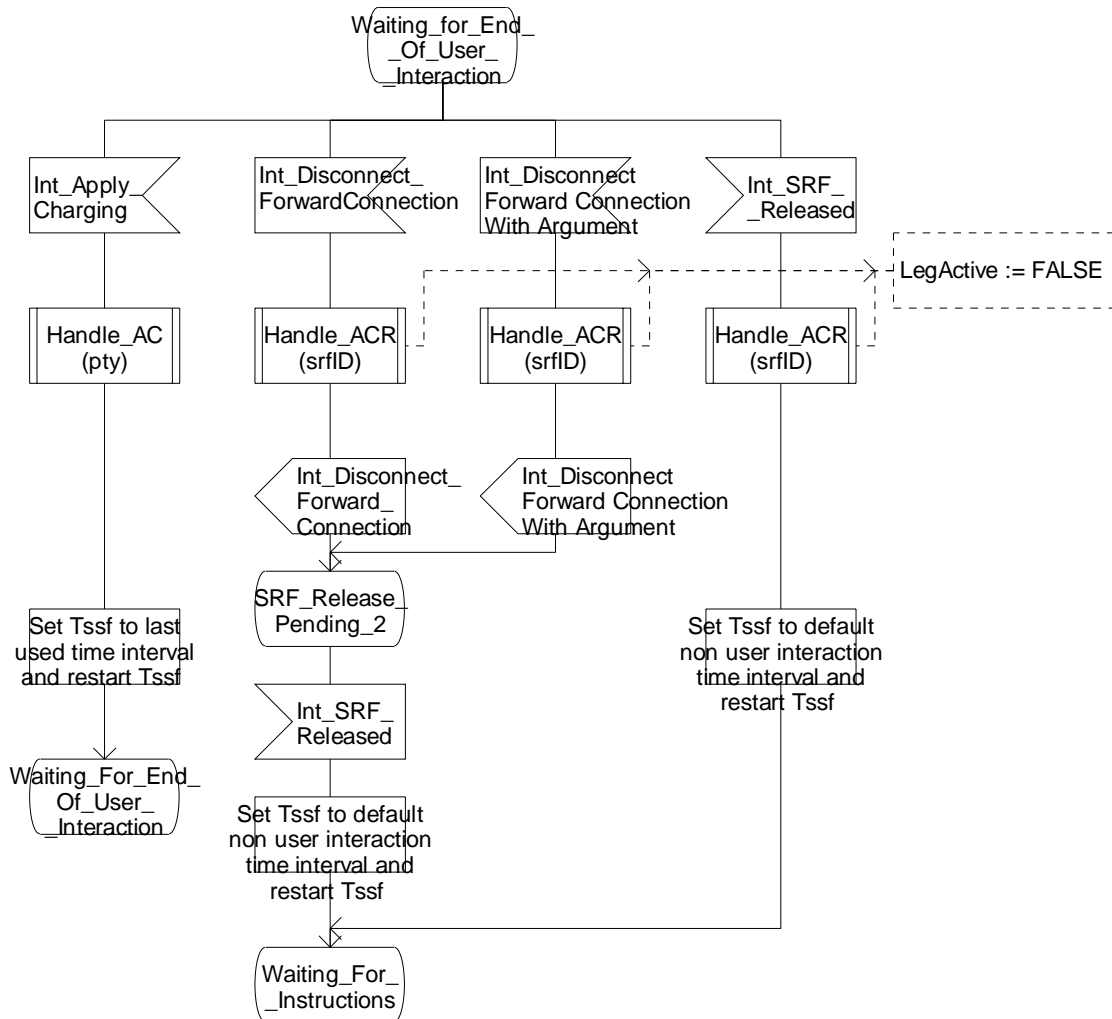 Waiting_for_End_
_Of_User_
_Interaction
Int_Apply_
Charging
Int_Disconnect_
ForwardConnection
Int_Disconnect
Forward Connection
With Argument
Int_SRF_
_Released
LegActive := FALSE
Handle_AC
(pty)
Handle_ACR
(srfID)
Handle_ACR
(srfID)
Handle_ACR
(srfID)
Int_Disconnect_
Forward_
Connection
Int_Disconnect
Forward Connection
With Argument
SRF_Release_
Pending_2
Set Tssf to last
used time interval
and restart Tssf
Set Tssf to default
non user interaction
time interval and
restart Tssf
Int_SRF_
Released
Waiting_For_End_
_Of_User_
_Interaction
Set Tssf to default
non user interaction
time interval and
restart Tssf
Waiting_For_
_Instructions